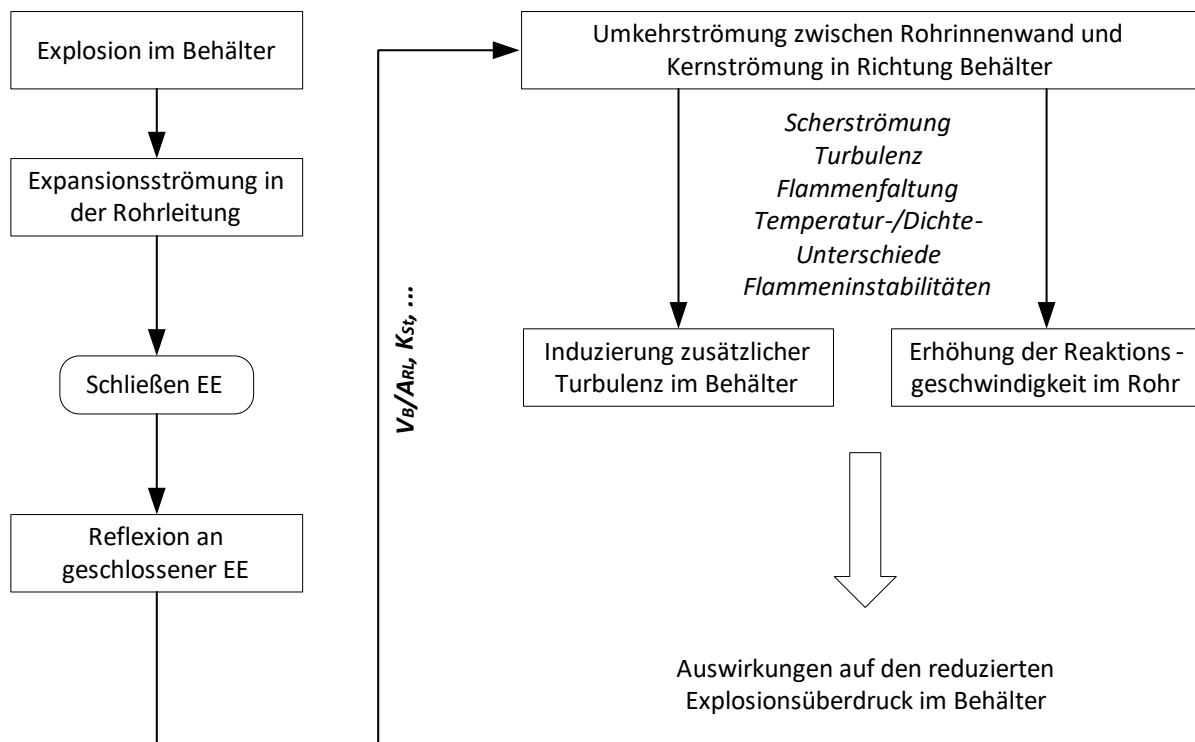 Explosion im Behälter
Expansionsströmung in
der Rohrleitung
Schließen EE
Reflexion an
geschlossener EE
V_B/A_RL, K_St, ...
Umkehrströmung zwischen Rohrinnenwand und
Kernströmung in Richtung Behälter
Scherströmung
Turbulenz
Flammenfaltung
Temperatur-/Dichte-
Unterschiede
Flammeninstabilitäten
Induzierung zusätzlicher
Turbulenz im Behälter
Erhöhung der Reaktions -
geschwindigkeit im Rohr
Auswirkungen auf den reduzierten
Explosionsüberdruck im Behälter